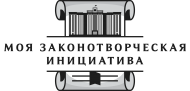 МОЯ ЗАКОНОТВОРЧЕСКАЯ
ИНИЦИАТИВА